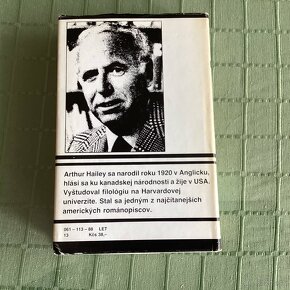 Arthur Hailey sa narodil roku 1920 v Anglicku,
hlási sa ku kanadskej národnosti a žije v USA.
Vyštudoval filológiu na Harvardovej
univerzite. Stal sa jedným z najčítanejších
amerických románopiscov.
061 – 113 – 88 LET
13 Kčs 38,–